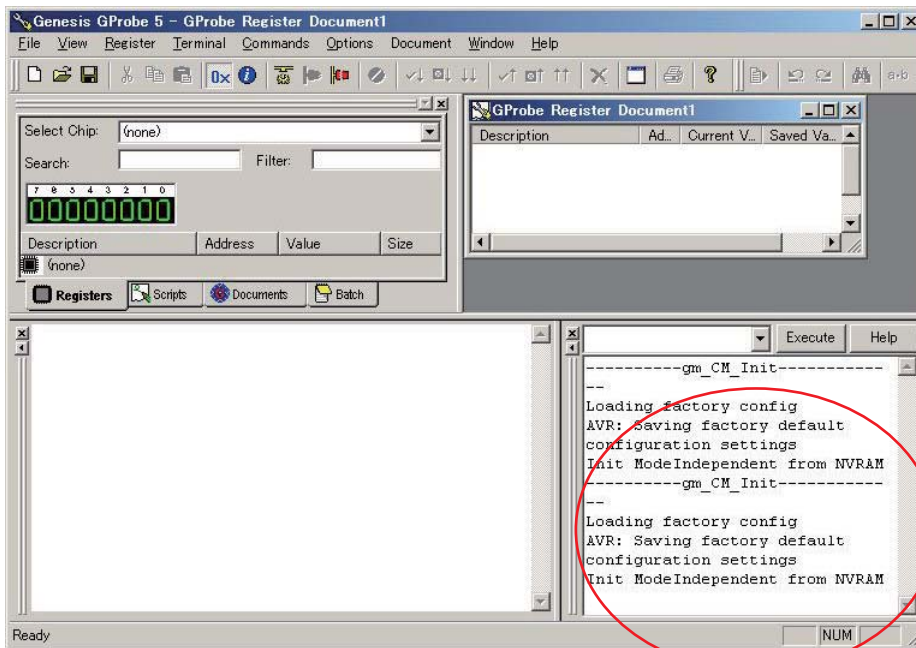 Genesis GProbe 5 - GProbe Register Document1
File View Register Terminal Commands Options Document Window Help
0x
a+b
Select Chip: (none)
Search: Filter:
7 6 5 4 3 2 1 0
00000000
Description Address Value Size
(none)
Registers Scripts Documents Batch
GProbe Register Document1
Description Ad... Current V... Saved Va...
Execute Help
----------gm_CM_Init-----------
--
Loading factory config
AVR: Saving factory default
configuration settings
Init ModeIndependent from NVRAM
----------gm_CM_Init-----------
--
Loading factory config
AVR: Saving factory default
configuration settings
Init ModeIndependent from NVRAM
Ready NUM